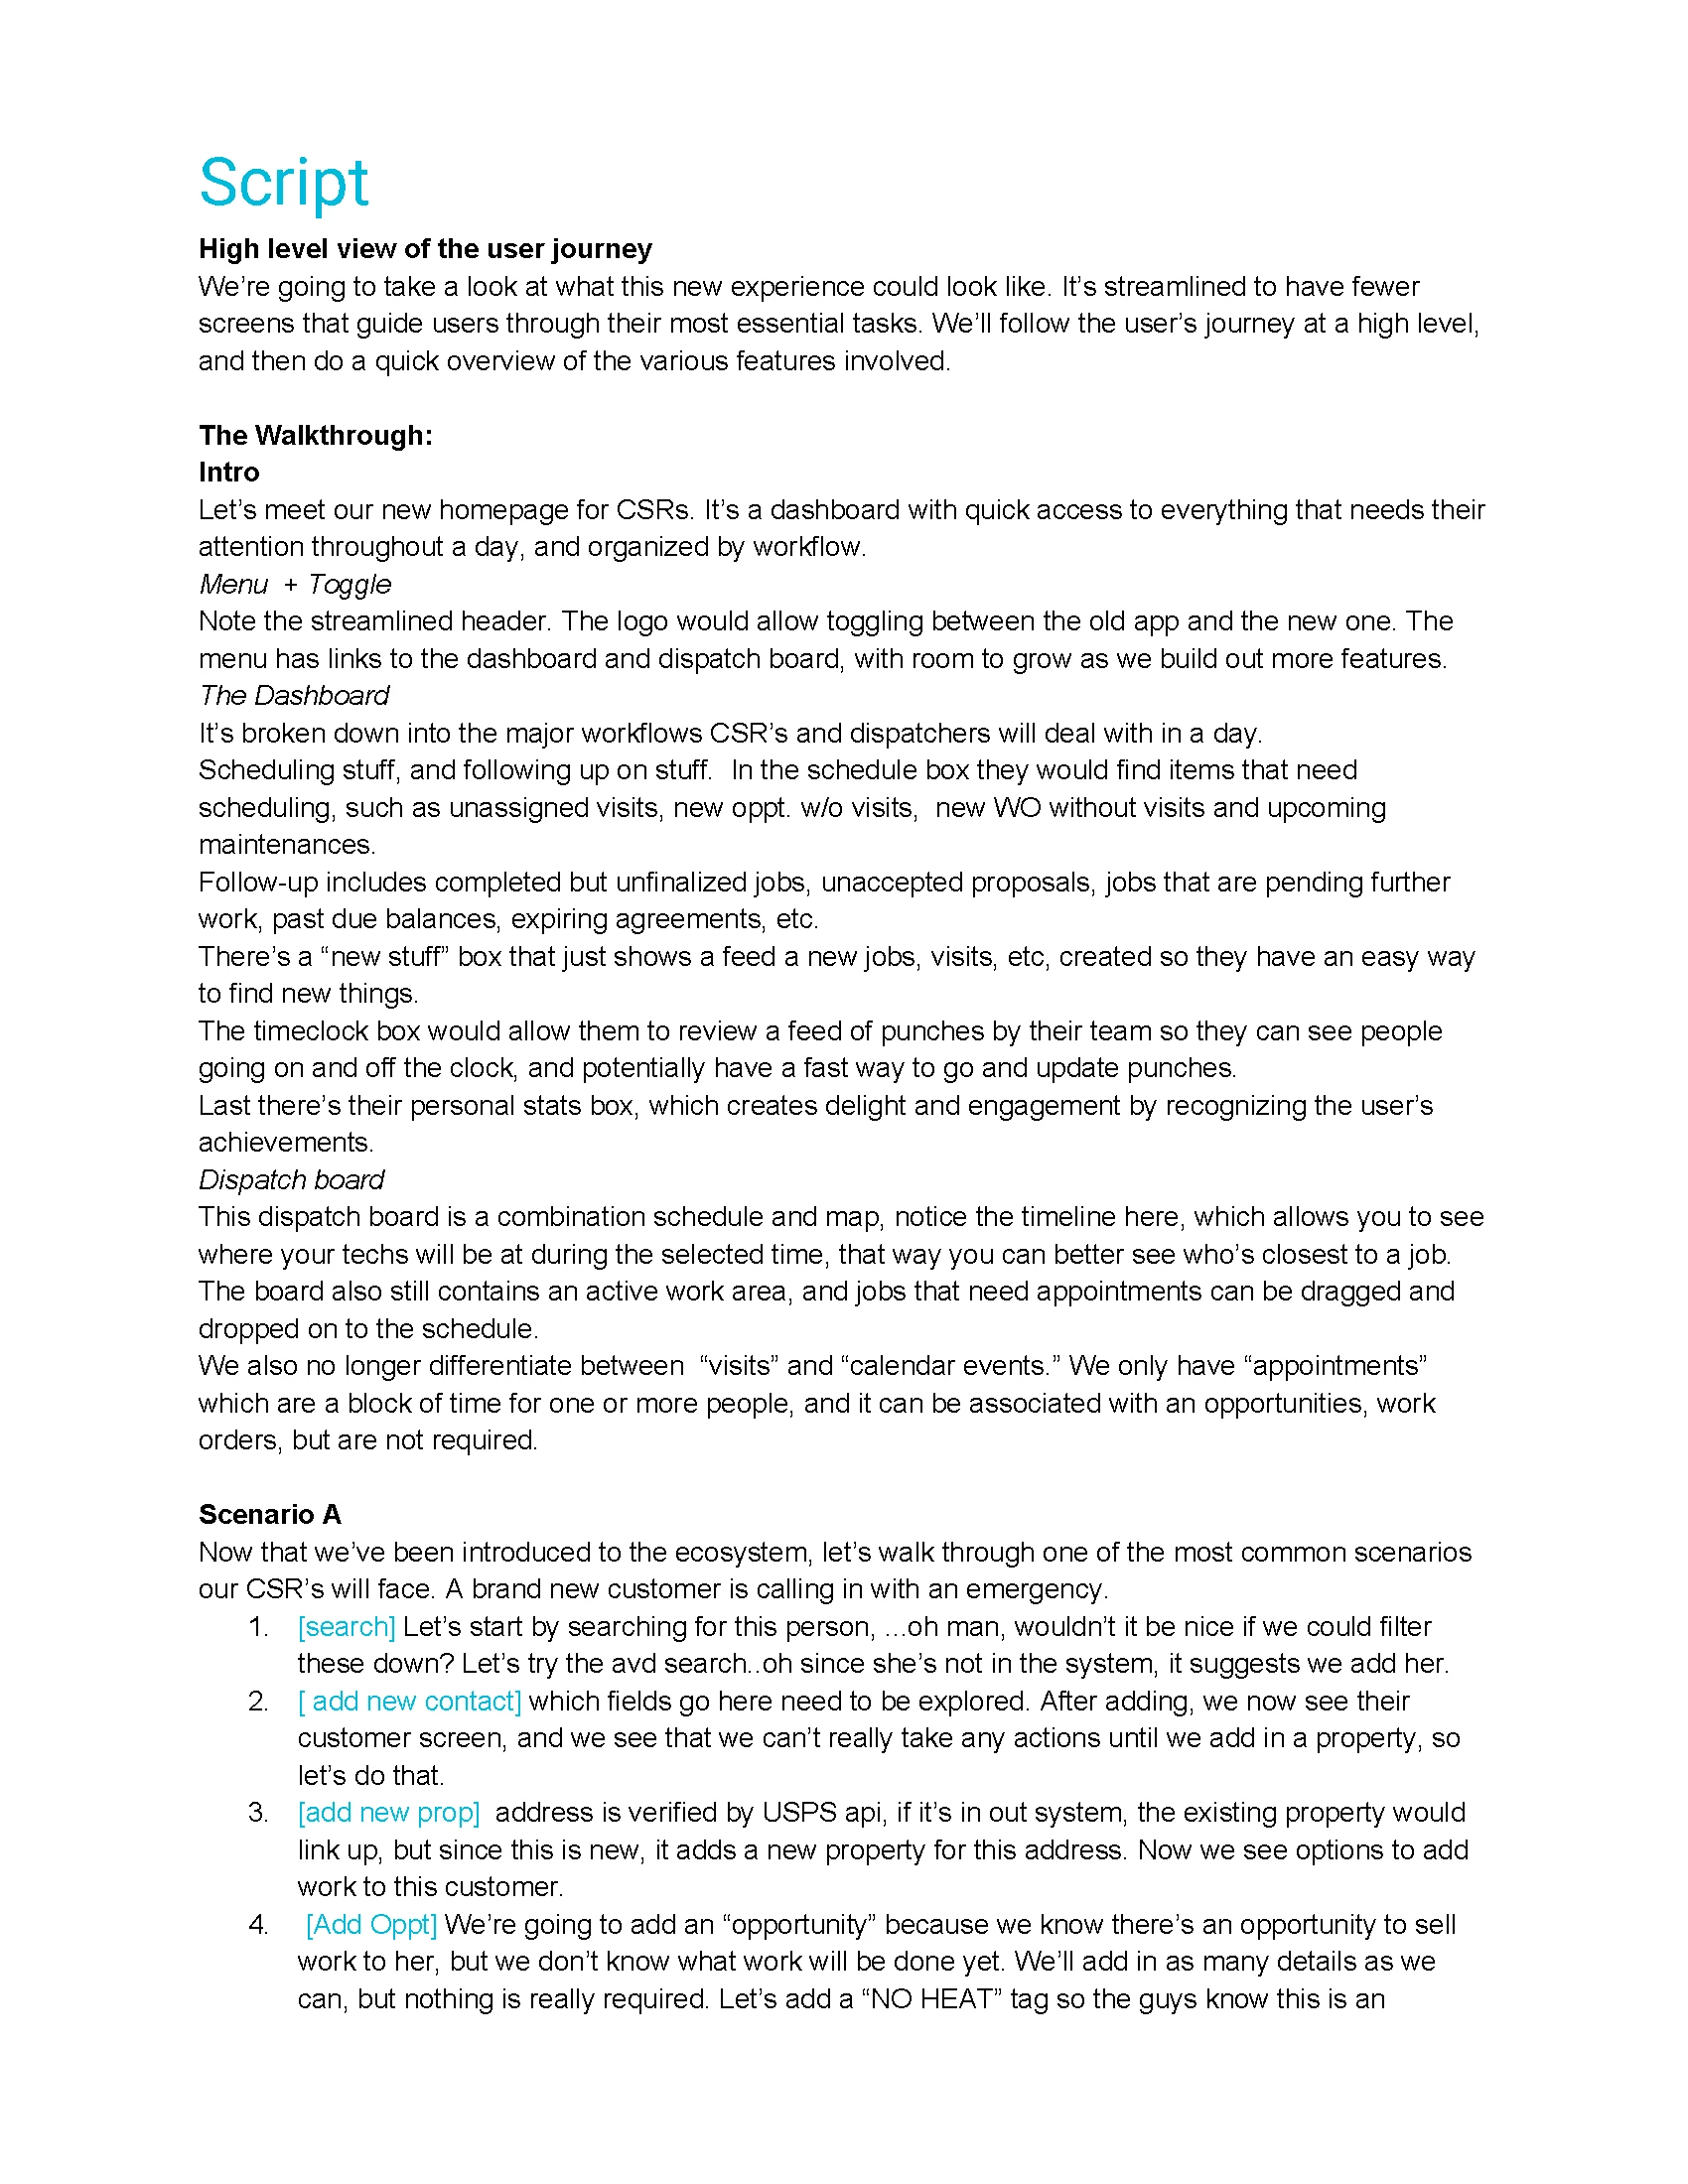 Script
High level view of the user journey
We’re going to take a look at what this new experience could look like. It’s streamlined to have fewer
screens that guide users through their most essential tasks. We’ll follow the user’s journey at a high level,
and then do a quick overview of the various features involved.
The Walkthrough:
Intro
Let’s meet our new homepage for CSRs. It’s a dashboard with quick access to everything that needs their
attention throughout a day, and organized by workflow.
Menu  + Toggle
Note the streamlined header. The logo would allow toggling between the old app and the new one. The
menu has links to the dashboard and dispatch board, with room to grow as we build out more features.
The Dashboard
It’s broken down into the major workflows CSR’s and dispatchers will deal with in a day.
Scheduling stuff, and following up on stuff.  In the schedule box they would find items that need
scheduling, such as unassigned visits, new oppt. w/o visits,  new WO without visits and upcoming
maintenances.
Follow-up includes completed but unfinalized jobs, unaccepted proposals, jobs that are pending further
work, past due balances, expiring agreements, etc.
There’s a “new stuff” box that just shows a feed a new jobs, visits, etc, created so they have an easy way
to find new things.
The timeclock box would allow them to review a feed of punches by their team so they can see people
going on and off the clock, and potentially have a fast way to go and update punches.
Last there’s their personal stats box, which creates delight and engagement by recognizing the user’s
achievements.
Dispatch board
This dispatch board is a combination schedule and map, notice the timeline here, which allows you to see
where your techs will be at during the selected time, that way you can better see who’s closest to a job.
The board also still contains an active work area, and jobs that need appointments can be dragged and
dropped on to the schedule.
We also no longer differentiate between  “visits” and “calendar events.” We only have “appointments”
which are a block of time for one or more people, and it can be associated with an opportunities, work
orders, but are not required.
Scenario A
Now that we’ve been introduced to the ecosystem, let’s walk through one of the most common scenarios
our CSR’s will face. A brand new customer is calling in with an emergency.
1. [search] Let’s start by searching for this person, ...oh man, wouldn’t it be nice if we could filter
these down? Let’s try the avd search..oh since she’s not in the system, it suggests we add her.
2. [ add new contact] which fields go here need to be explored. After adding, we now see their
customer screen, and we see that we can’t really take any actions until we add in a property, so
let’s do that.
3. [add new prop]  address is verified by USPS api, if it’s in out system, the existing property would
link up, but since this is new, it adds a new property for this address. Now we see options to add
work to this customer.
4. [Add Oppt] We’re going to add an “opportunity” because we know there’s an opportunity to sell
work to her, but we don’t know what work will be done yet. We’ll add in as many details as we
can, but nothing is really required. Let’s add a “NO HEAT” tag so the guys know this is an